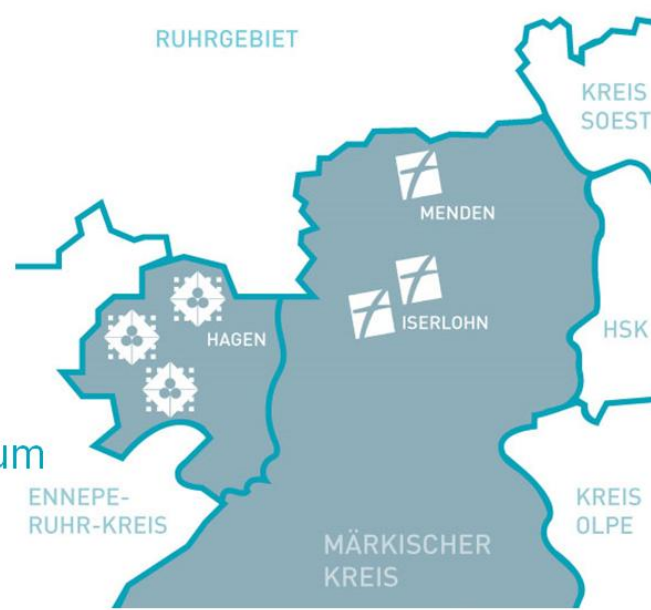 RUHRGEBIET
KREIS
SOEST
MENDEN
ISERLOHN
HAGEN
HSK
um
ENNEPE-
RUHR-KREIS
KREIS
OLPE
MÄRKISCHER
KREIS